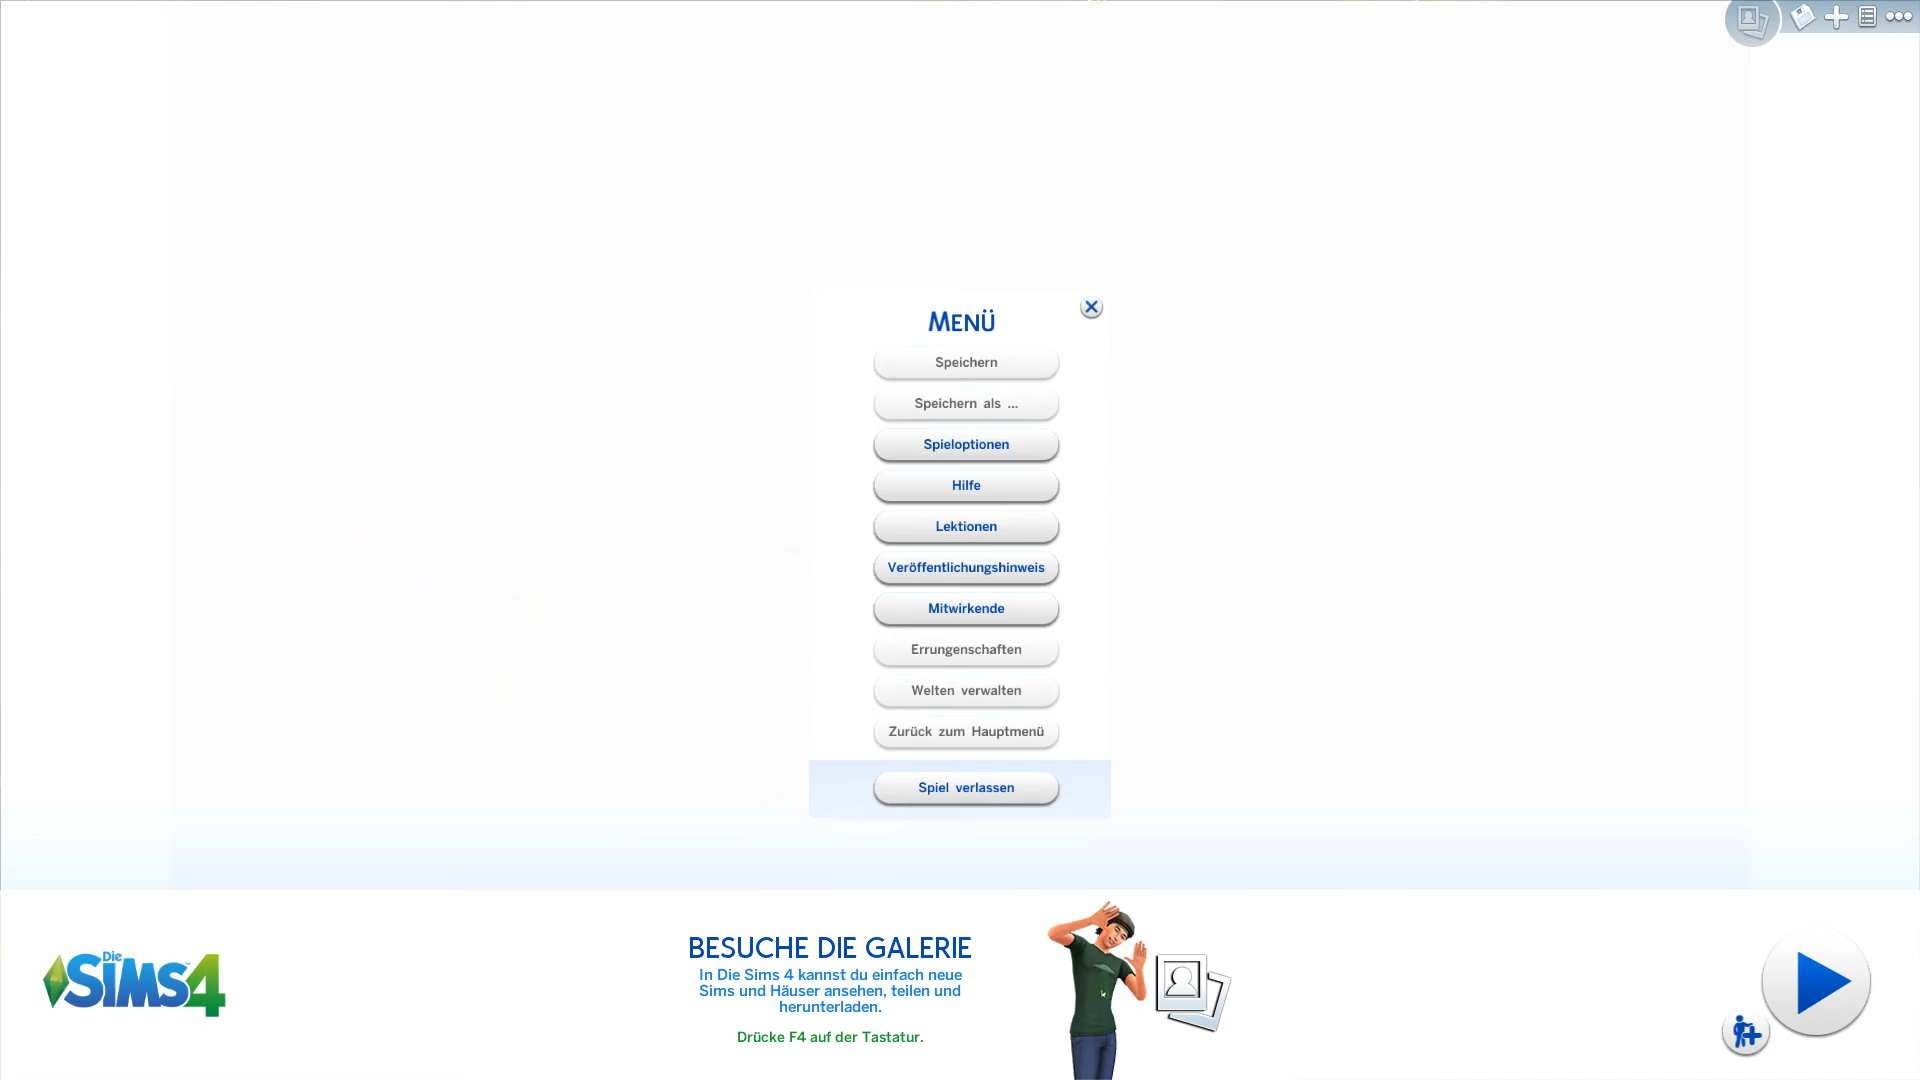 MENÜ
Speichern
Speichern als ...
Spieloptionen
Hilfe
Lektionen
Veröffentlichungshinweis
Mitwirkende
Errungenschaften
Welten verwalten
Zurück zum Hauptmenü
Spiel verlassen
Die Sims 4
BESUCHE DIE GALERIE
In Die Sims 4 kannst du einfach neue
Sims und Häuser ansehen, teilen und
herunterladen.
Drücke F4 auf der Tastatur.